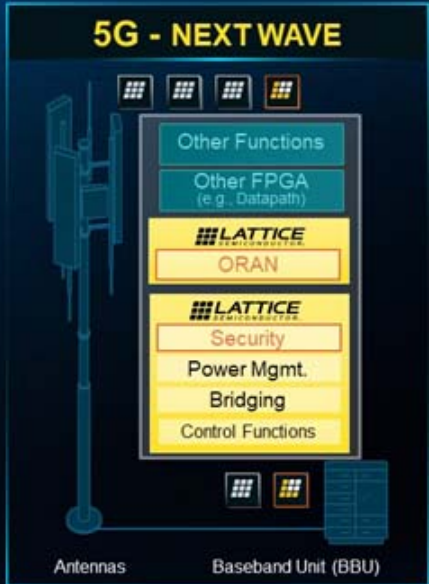 5G - NEXT WAVE
Other Functions
Other FPGA
(e.g., Datapath)
LATTICE
SEMICONDUCTOR.
ORAN
LATTICE
SEMICONDUCTOR.
Security
Power Mgmt.
Bridging
Control Functions
Antennas
Baseband Unit (BBU)